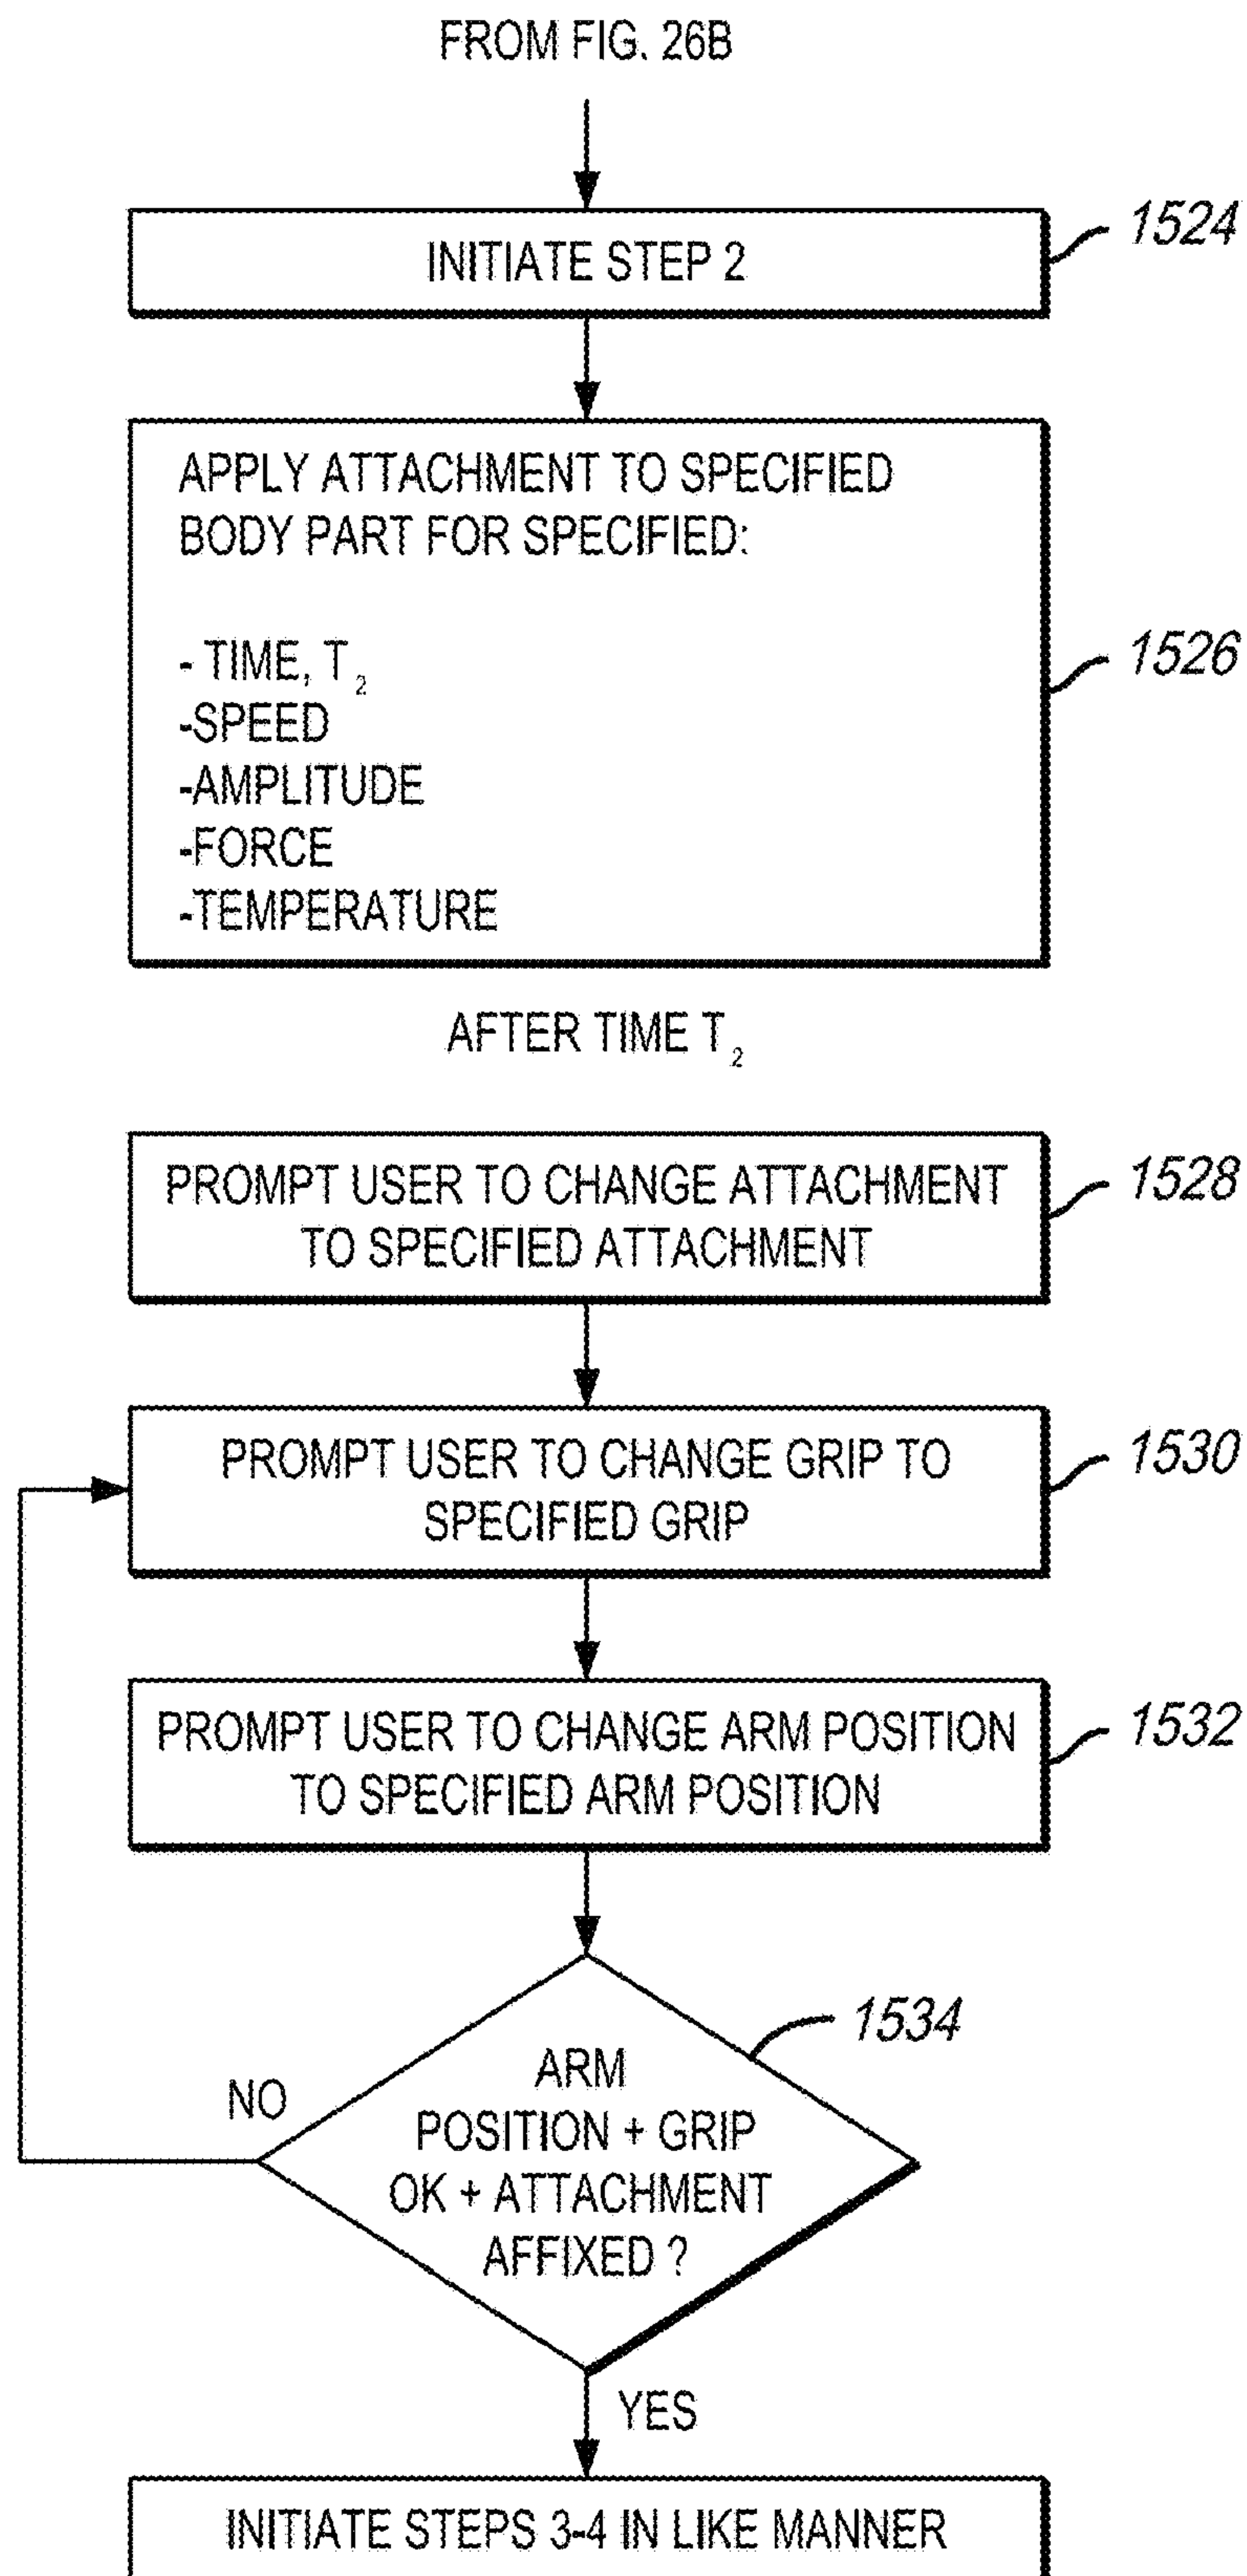 FROM FIG. 26B
INITIATE STEP 2
1524
APPLY ATTACHMENT TO SPECIFIED
BODY PART FOR SPECIFIED:
- TIME, T₂
-SPEED
-AMPLITUDE
-FORCE
-TEMPERATURE
1526
AFTER TIME T₂
PROMPT USER TO CHANGE ATTACHMENT
TO SPECIFIED ATTACHMENT
1528
PROMPT USER TO CHANGE GRIP TO
SPECIFIED GRIP
1530
PROMPT USER TO CHANGE ARM POSITION
TO SPECIFIED ARM POSITION
1532
1534
ARM
POSITION + GRIP
OK + ATTACHMENT
AFFIXED ?
NO
YES
INITIATE STEPS 3-4 IN LIKE MANNER